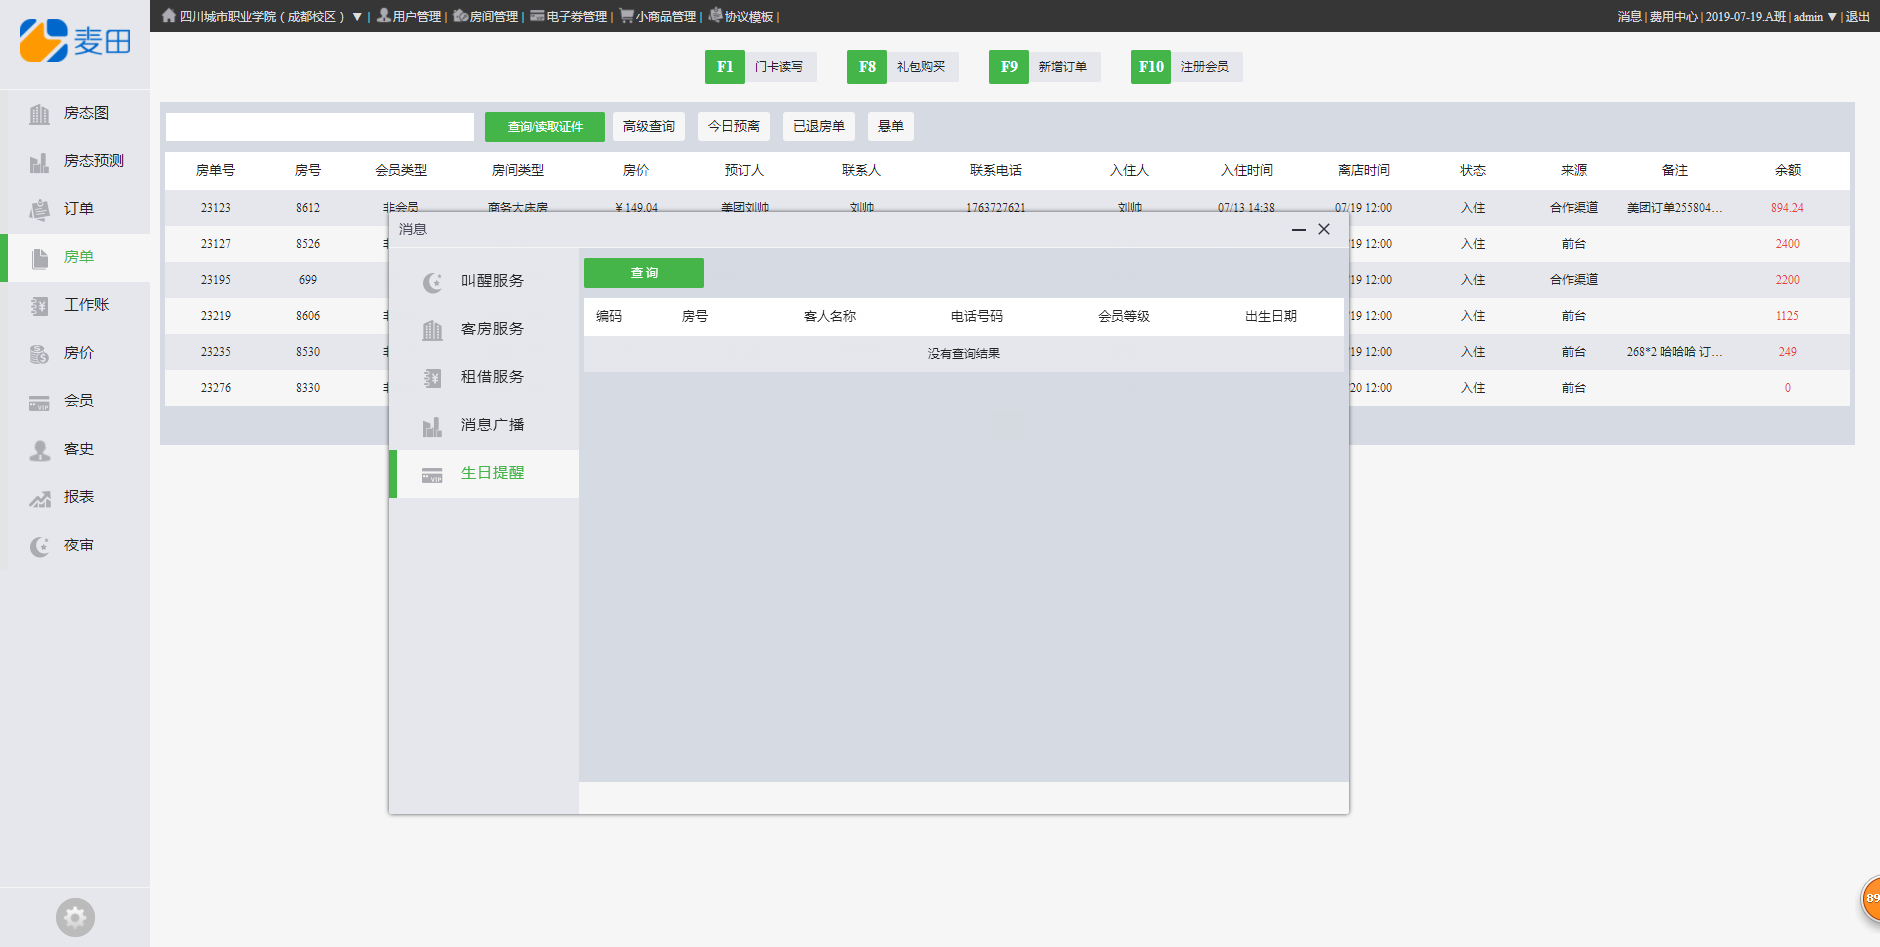 四川城市职业学院（成都校区） ▼ | 用户管理 | 房间管理 | 电子券管理 | 小商品管理 | 协议模板 |
消息 | 费用中心 | 2019-07-19.A班 | admin ▼ | 退出
麦田
F1 门卡读写 F8 礼包购买 F9 新增订单 F10 注册会员
房态图
房态预测
订单
房单
工作账
房价
会员
客史
报表
夜审
查询/读取证件 高级查询 今日预离 已退房单 悬单
房单号 房号 会员类型 房间类型 房价 预订人 联系人 联系电话 入住人 入住时间 离店时间 状态 来源 备注 余额
23123 8612 非会员 商务大床房 ¥149.04 美团刘帅 刘帅 1763727621 刘帅 07/13 14:38 07/19 12:00 入住 合作渠道 美团订单255804... 894.24
23127 8526 /19 12:00 入住 前台 2400
23195 699 /19 12:00 入住 合作渠道 2200
23219 8606 /19 12:00 入住 前台 1125
23235 8530 /19 12:00 入住 前台 268*2 哈哈哈 订... 249
23276 8330 /20 12:00 入住 前台 0
消息
叫醒服务
客房服务
租借服务
消息广播
生日提醒
查询
编码 房号 客人名称 电话号码 会员等级 出生日期
没有查询结果
89